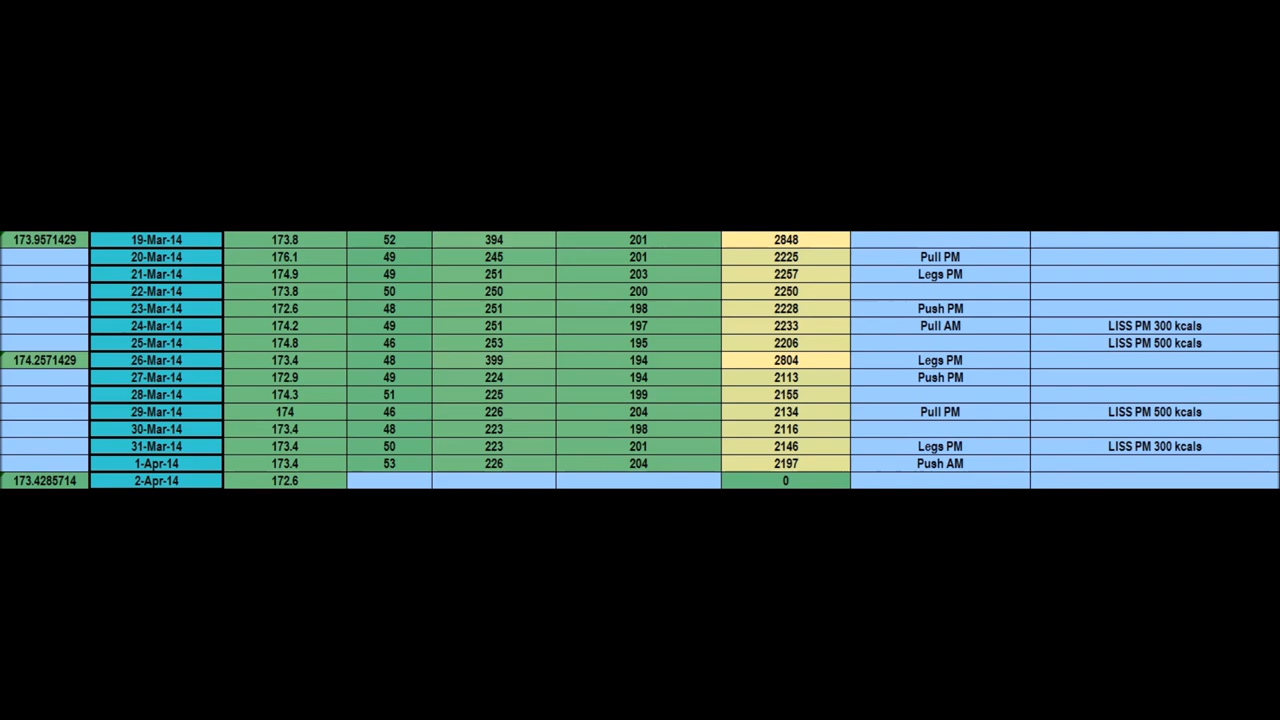 173.9571429 19-Mar-14 173.8 52 394 201 2848
20-Mar-14 176.1 49 245 201 2225 Pull PM
21-Mar-14 174.9 49 251 203 2257 Legs PM
22-Mar-14 173.8 50 250 200 2250
23-Mar-14 172.6 48 251 198 2228 Push PM
24-Mar-14 174.2 49 251 197 2233 Pull AM LISS PM 300 kcals
25-Mar-14 174.8 46 253 195 2206 LISS PM 500 kcals
174.2571429 26-Mar-14 173.4 48 399 194 2804 Legs PM
27-Mar-14 172.9 49 224 194 2113 Push PM
28-Mar-14 174.3 51 225 199 2155
29-Mar-14 174 46 226 204 2134 Pull PM LISS PM 500 kcals
30-Mar-14 173.4 48 223 198 2116
31-Mar-14 173.4 50 223 201 2146 Legs PM LISS PM 300 kcals
1-Apr-14 173.4 53 226 204 2197 Push AM
173.4285714 2-Apr-14 172.6 0